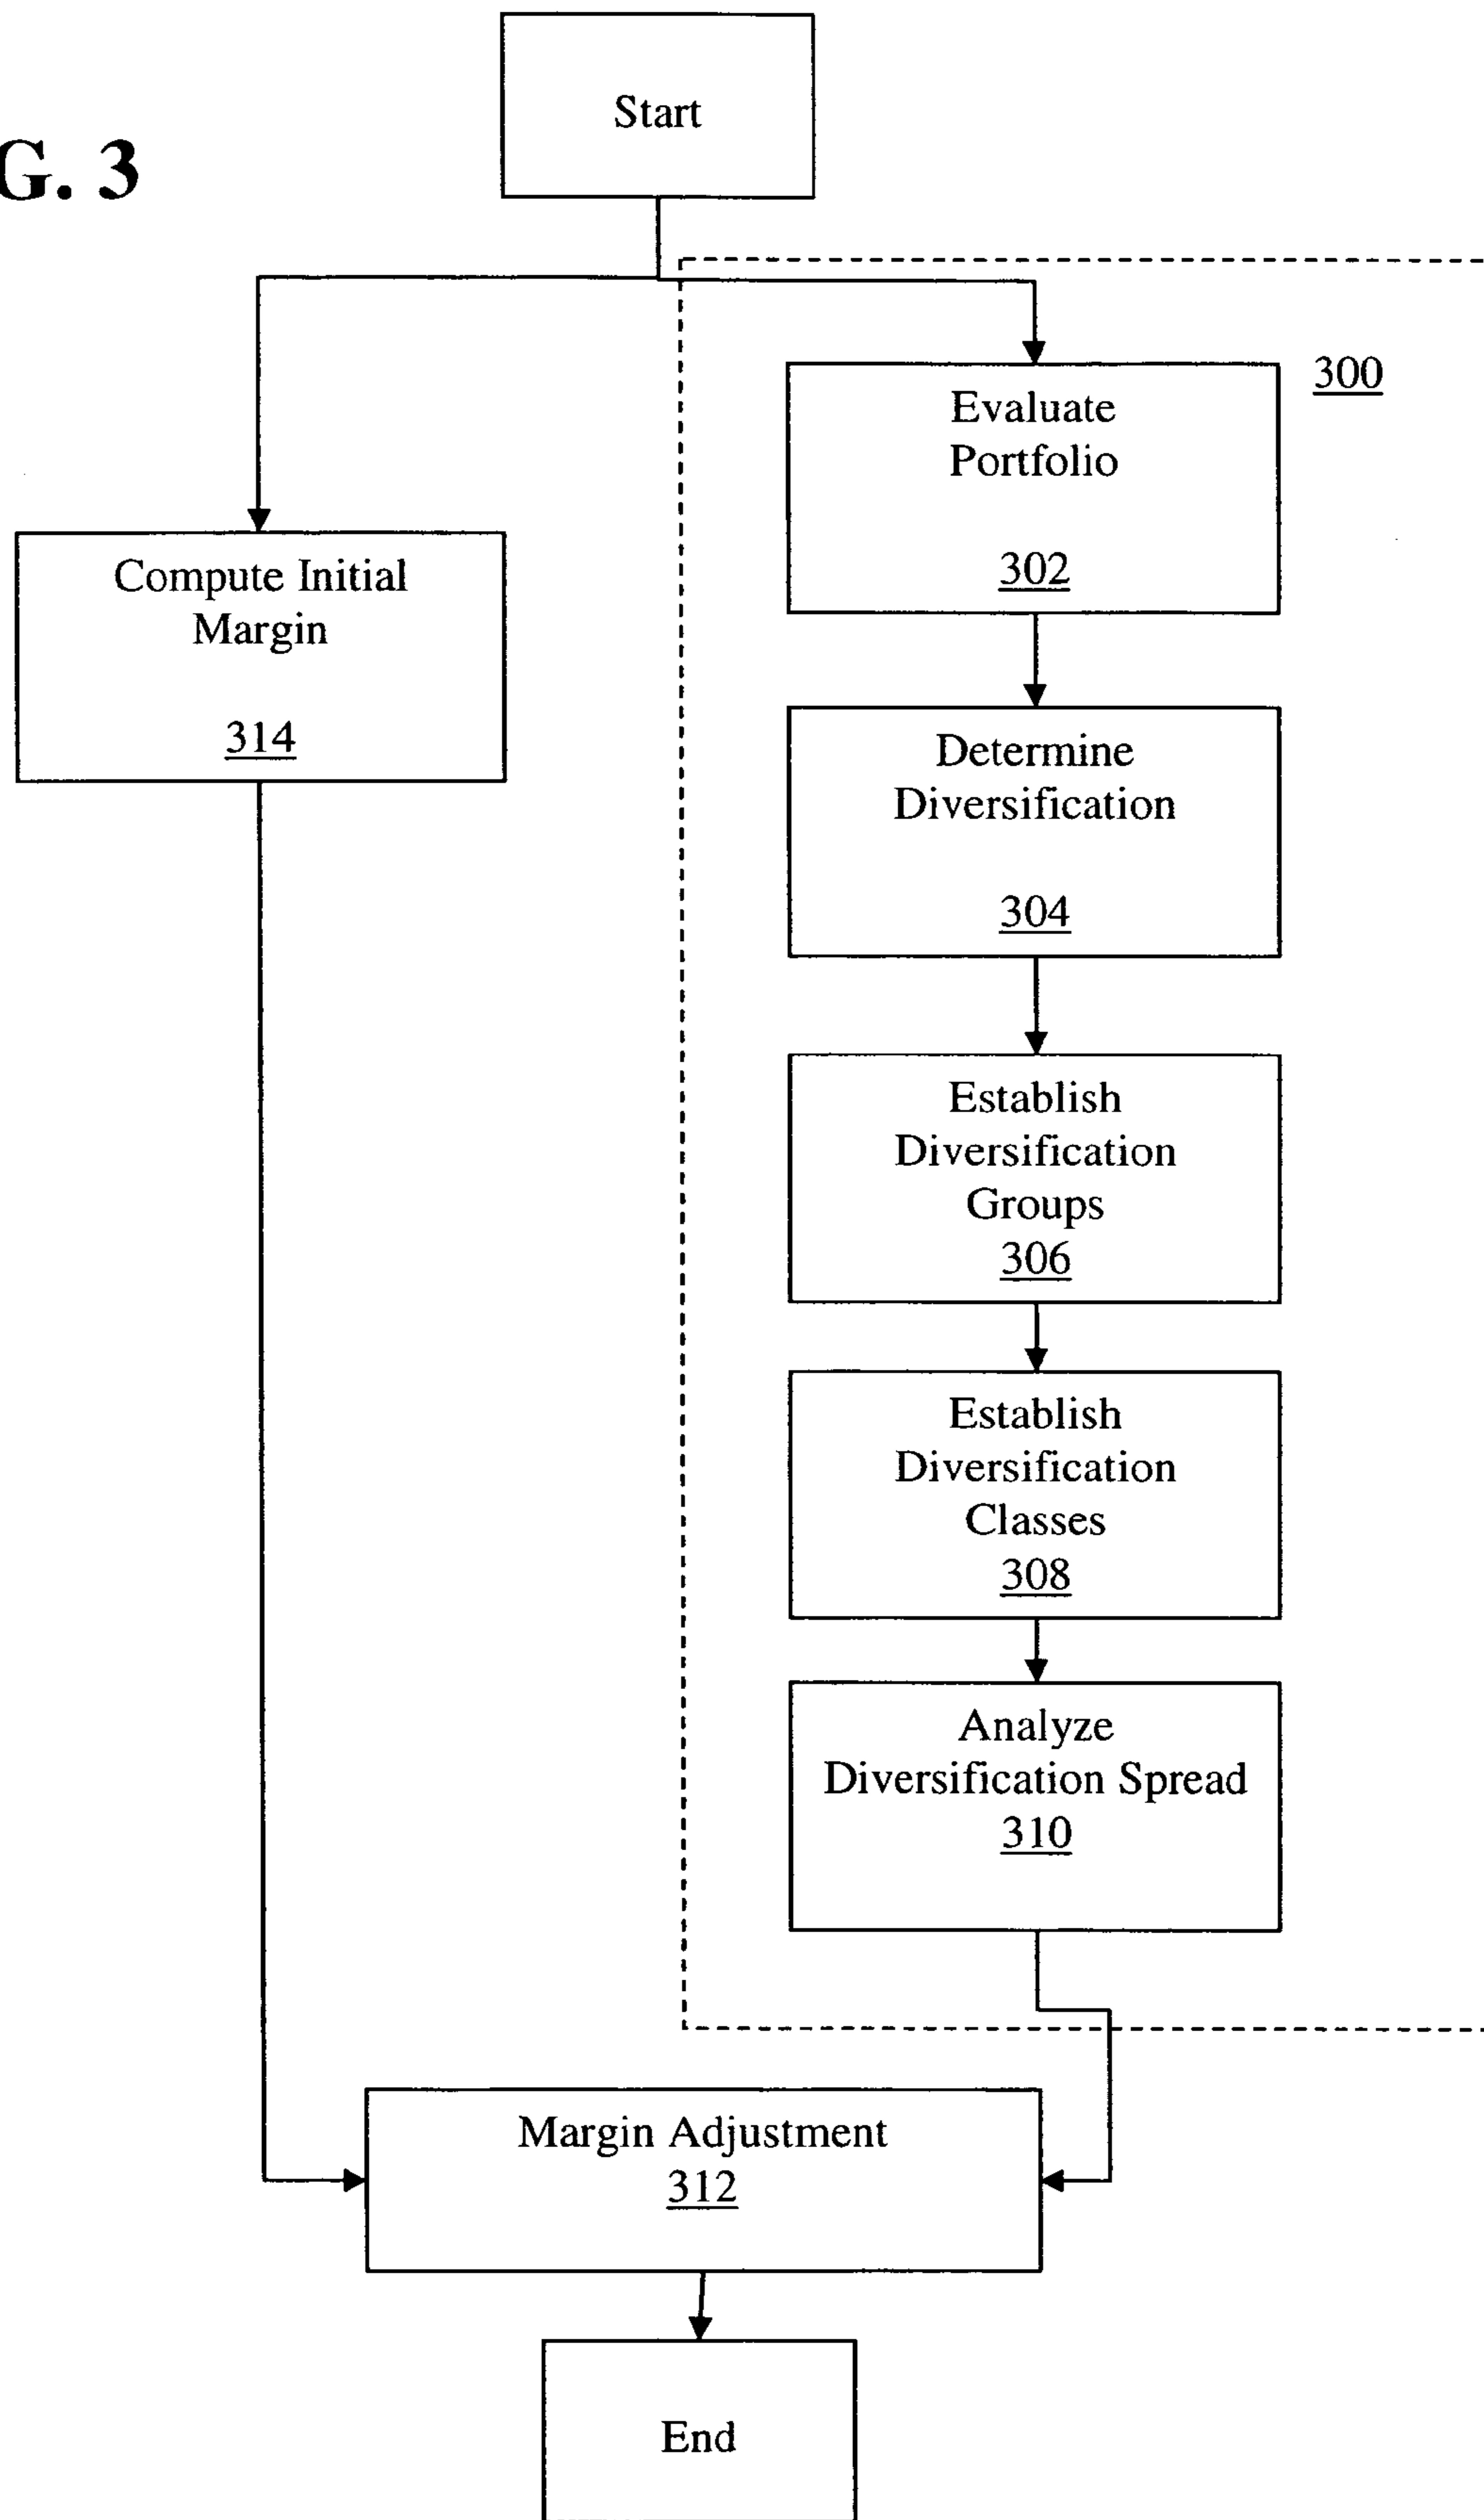 Start
G. 3
300
Evaluate
Portfolio
302
Compute Initial
Margin
314
Determine
Diversification
304
Establish
Diversification
Groups
306
Establish
Diversification
Classes
308
Analyze
Diversification Spread
310
Margin Adjustment
312
End